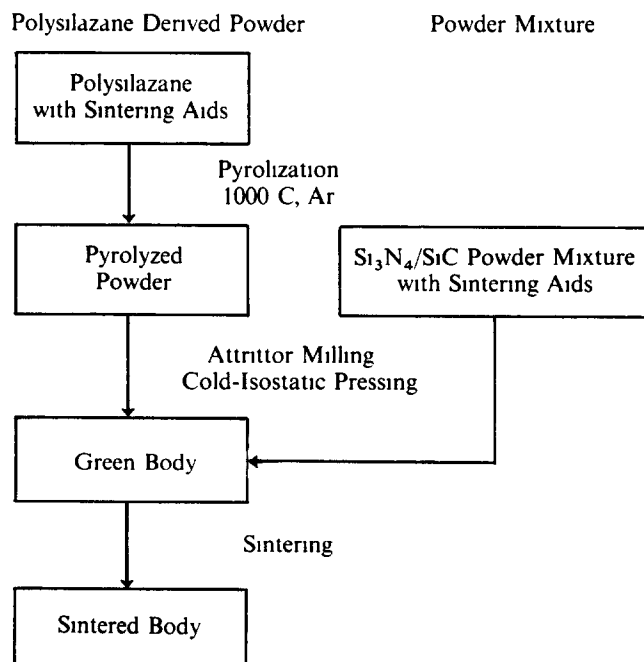 Polysilazane Derived Powder
Powder Mixture
Polysilazane
with Sintering Aids
Pyrolization
1000 C, Ar
Pyrolyzed
Powder
Si₃N₄/SiC Powder Mixture
with Sintering Aids
Attrittor Milling
Cold-Isostatic Pressing
Green Body
Sintering
Sintered Body